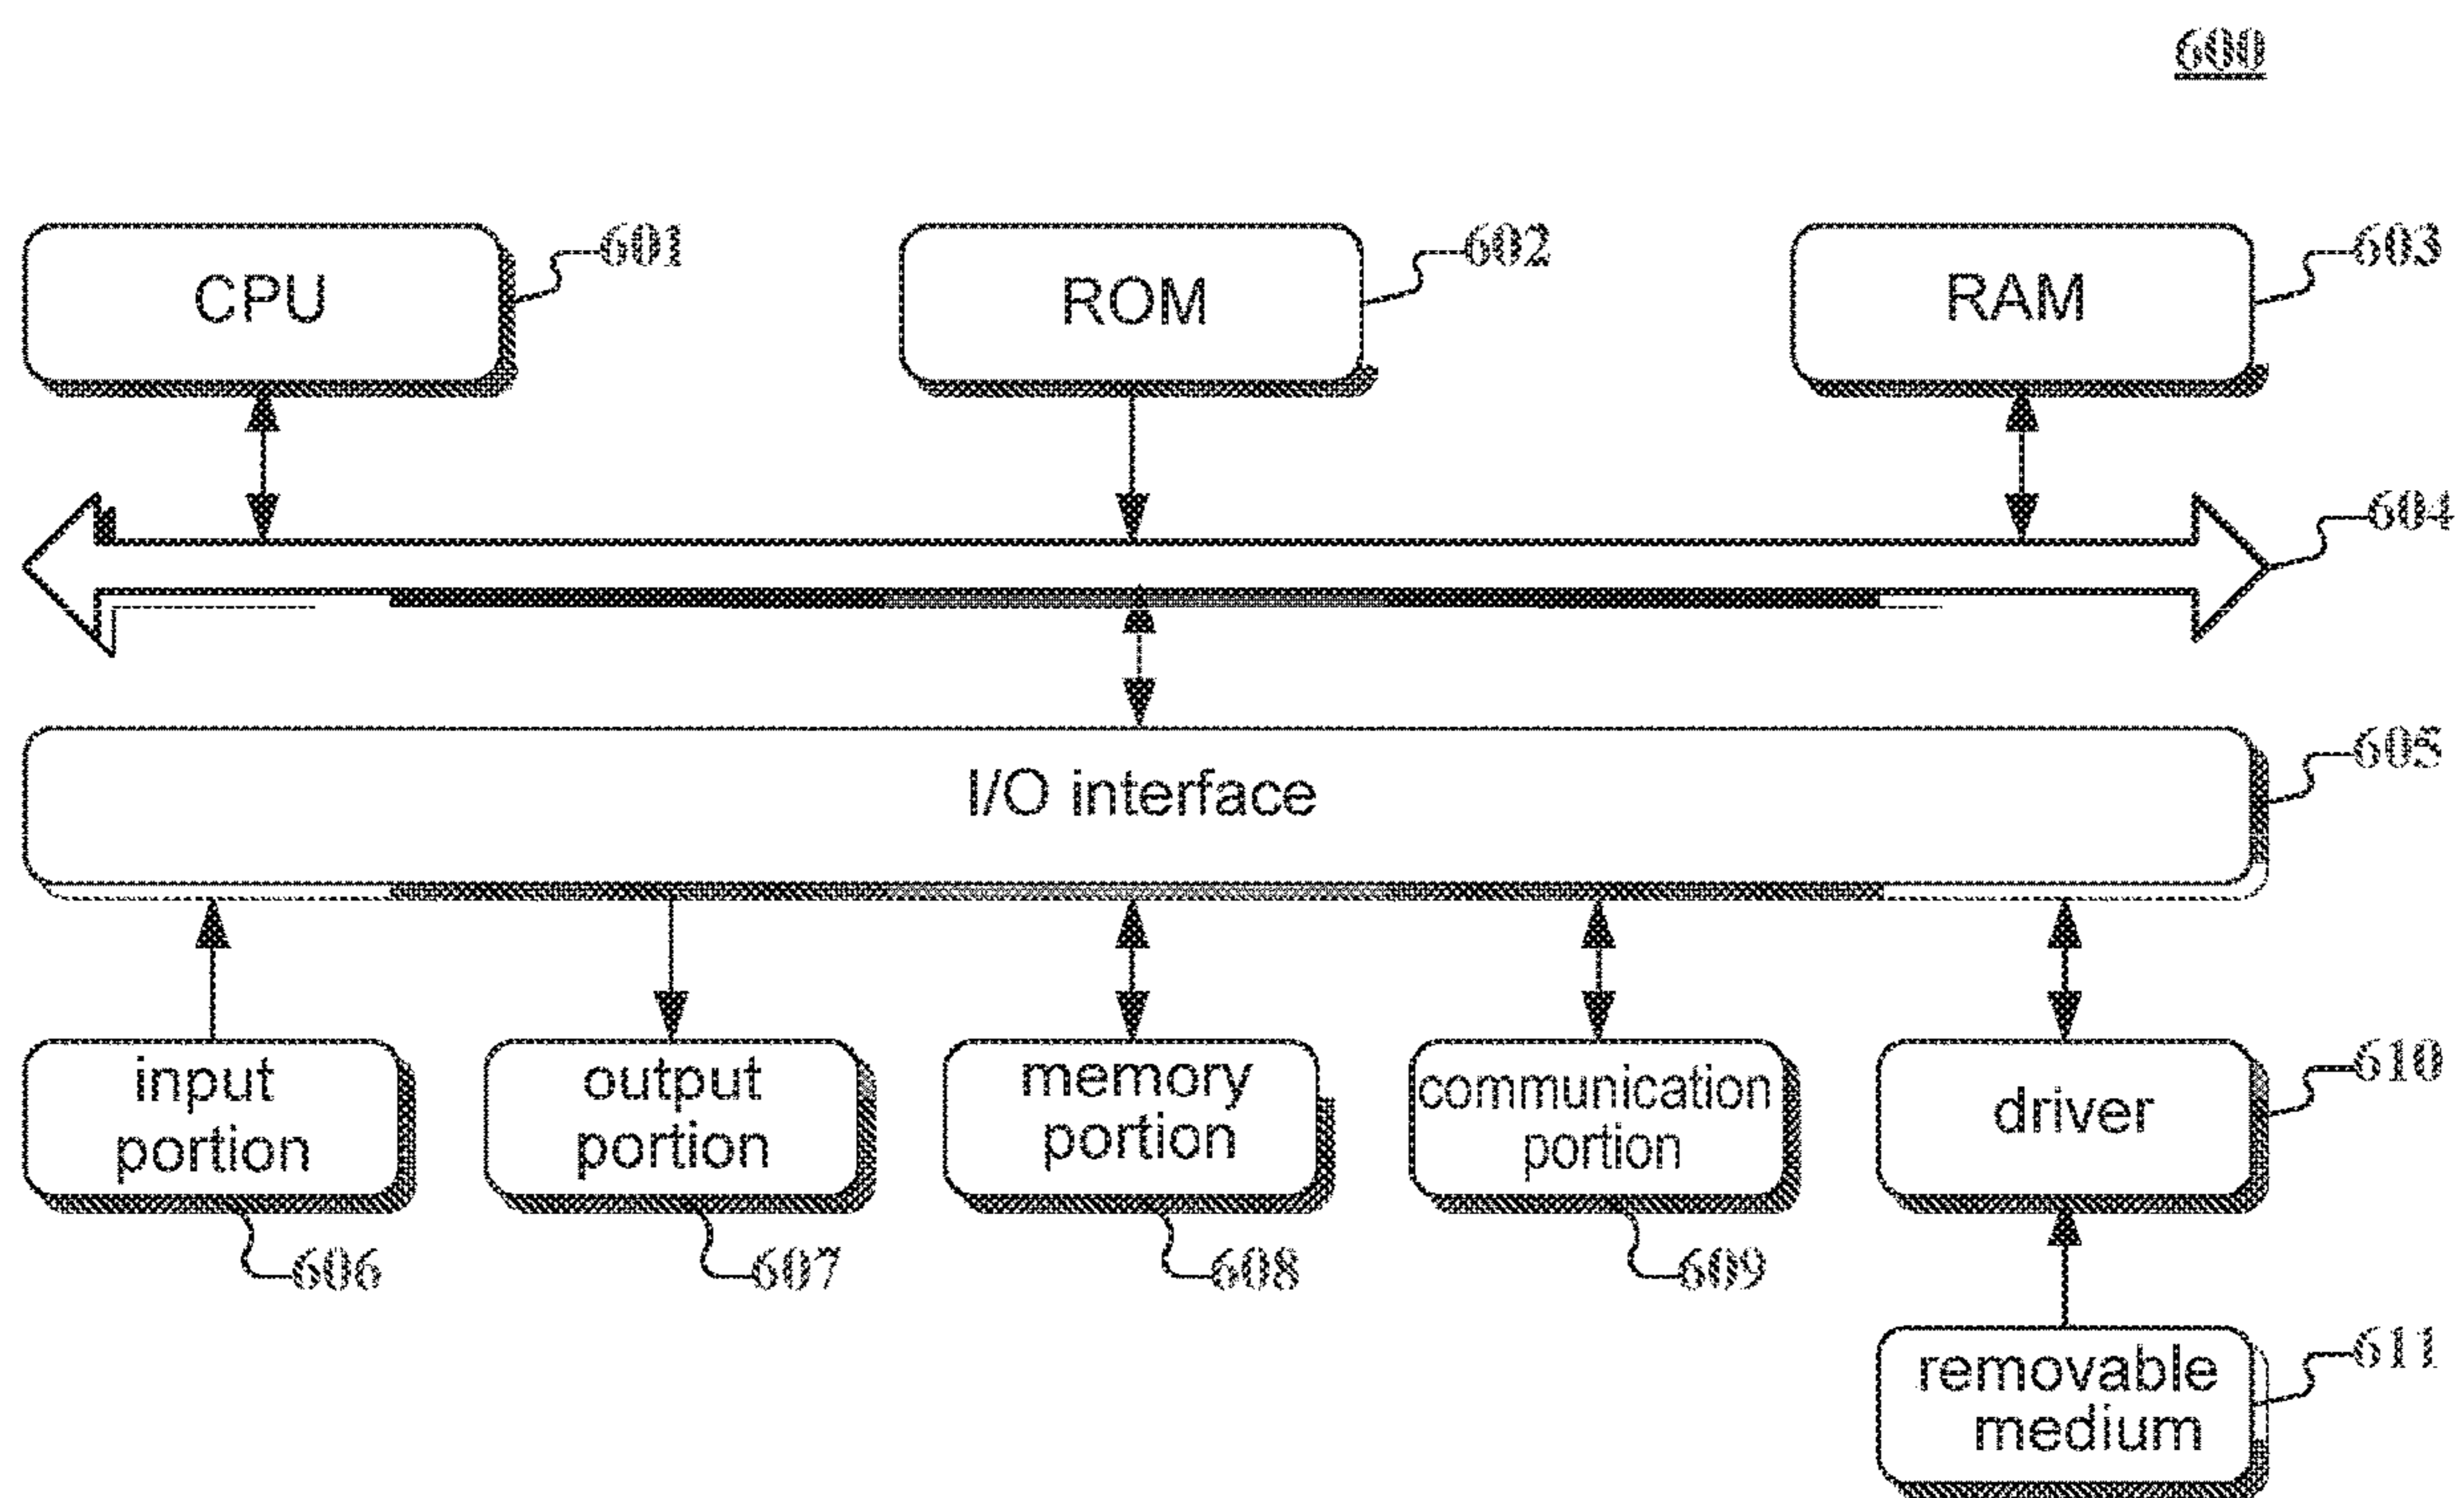 600
CPU
601
ROM
602
RAM
603
604
I/O interface
605
input
portion
output
portion
memory
portion
communication
portion
driver
610
606
607
608
609
removable
medium
611